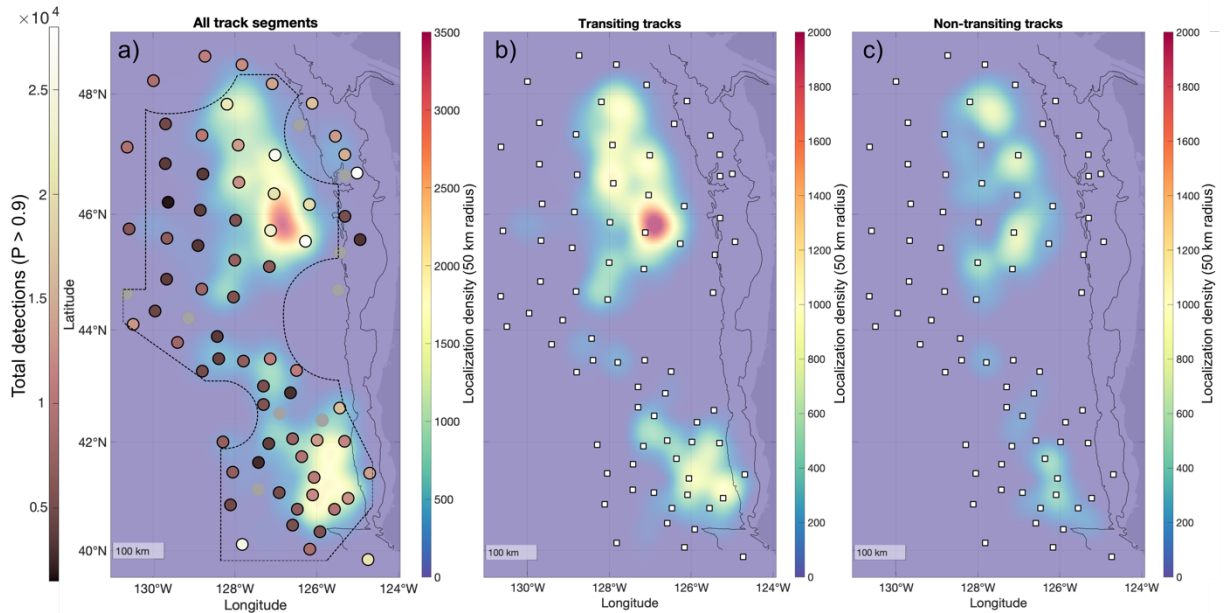 ×10⁴
2.5
2
1.5
1
0.5
Total detections (P > 0.9)
All track segments
a)
48°N
46°N
44°N
42°N
40°N
Latitude
100 km
130°W
128°W
126°W
124°W
Longitude
3500
3000
2500
2000
1500
1000
500
0
Localization density (50 km radius)
Transiting tracks
b)
100 km
130°W
128°W
126°W
124°W
Longitude
2000
1800
1600
1400
1200
1000
800
600
400
200
0
Localization density (50 km radius)
Non-transiting tracks
c)
100 km
130°W
128°W
126°W
124°W
Longitude
2000
1800
1600
1400
1200
1000
800
600
400
200
0
Localization density (50 km radius)